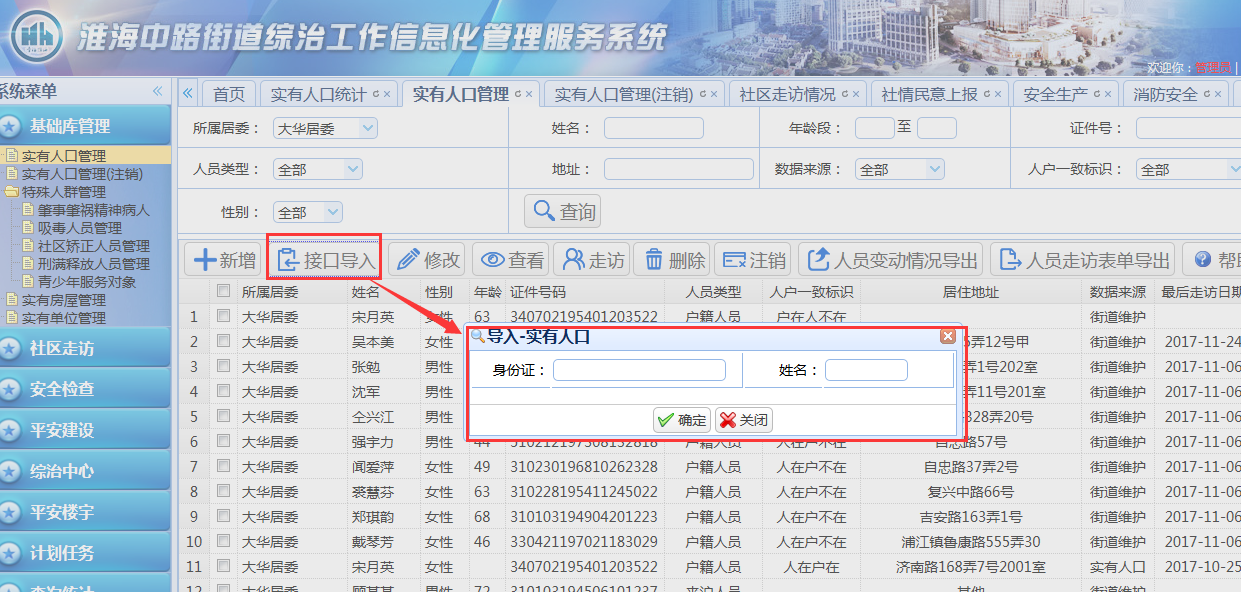 淮海中路街道综治工作信息化管理服务系统
欢迎你：管理员
系统菜单
首页 实有人口统计 实有人口管理 实有人口管理(注销) 社区走访情况 社情民意上报 安全生产 消防安全
基础库管理
实有人口管理
实有人口管理(注销)
特殊人群管理
肇事肇祸精神病人
吸毒人员管理
社区矫正人员管理
刑满释放人员管理
青少年服务对象
实有房屋管理
实有单位管理
社区走访
安全检查
平安建设
综治中心
平安楼宇
计划任务
查询统计
所属居委： 大华居委 姓名： 年龄段： 至 证件号：
人员类型： 全部 地址： 数据来源： 全部 人户一致标识： 全部
性别： 全部 查询
新增 接口导入 修改 查看 走访 删除 注销 人员变动情况导出 人员走访表单导出
所属居委 姓名 性别 年龄 证件号码 人员类型 人户一致标识 居住地址 数据来源 最后走访日期
1 大华居委 宋月英 女性 63 340702195401203522 户籍人员 户在人不在 街道维护
2 大华居委 吴本美 女性 5弄12号甲 街道维护 2017-11-24
3 大华居委 张勉 男性 弄1号202室 街道维护 2017-11-06
4 大华居委 沈军 男性 弄11号201室 街道维护 2017-11-06
5 大华居委 仝兴江 男性 328弄20号 街道维护 2017-11-06
6 大华居委 强宇力 男性 44 310212197308152818 户籍人员 人在户不在 自忠路57号 街道维护 2017-11-06
7 大华居委 闻爱萍 女性 49 310230196810262328 户籍人员 人在户不在 自忠路37弄2号 街道维护 2017-11-06
8 大华居委 裘慧芬 女性 63 310228195411245022 户籍人员 人在户不在 复兴中路66号 街道维护 2017-11-06
9 大华居委 郑琪韵 女性 68 310103194904201223 户籍人员 人在户不在 吉安路163弄1号 街道维护 2017-11-06
10 大华居委 戴琴芳 女性 46 330421197021183029 户籍人员 人在户不在 浦江镇鲁康路555弄30 街道维护 2017-11-06
11 大华居委 宋月英 女性 340702195401203522 户籍人员 人在户在 济南路168弄7号2001室 实有人口 2017-10-25
12 大华居委 顾某某 女性 72 310103194506101237 来沪人员 其他 街道维护
导入-实有人口
身份证： 姓名：
确定 关闭